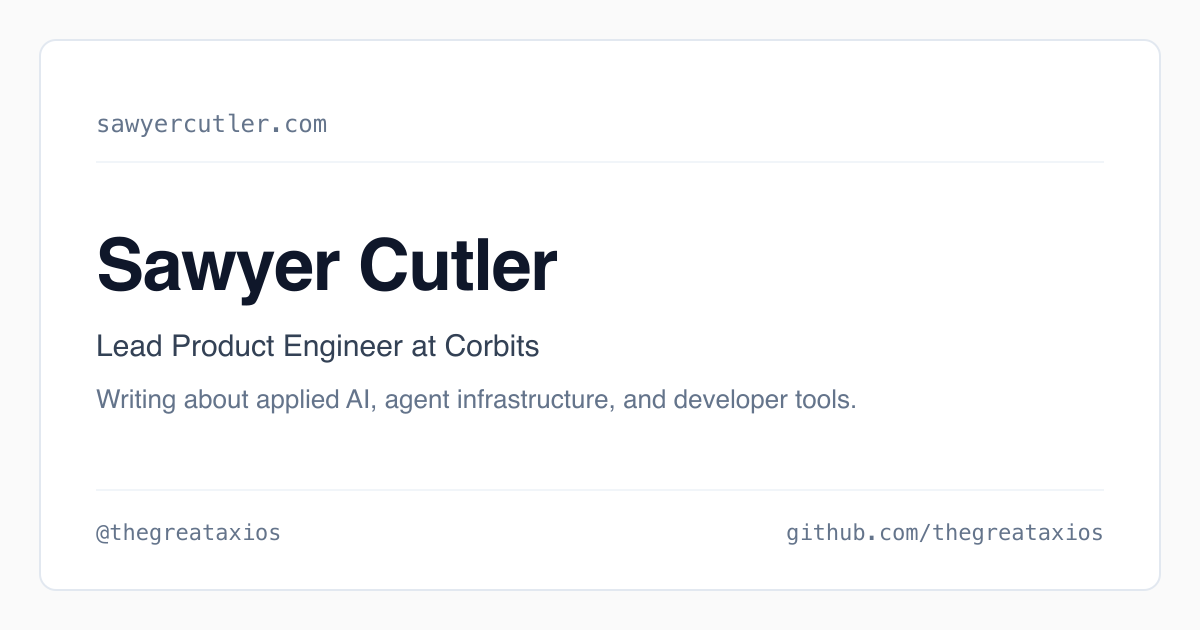 sawyercutler.com
Sawyer Cutler
Lead Product Engineer at Corbits
Writing about applied AI, agent infrastructure, and developer tools.
@thegreataxios
github.com/thegreataxios